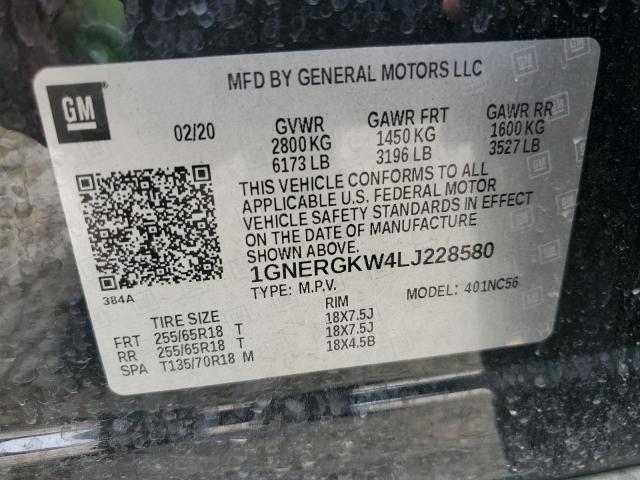 GM
MFD BY GENERAL MOTORS LLC
02/20 GVWR GAWR FRT GAWR RR
2800 KG 1450 KG 1600 KG
6173 LB 3196 LB 3527 LB
THIS VEHICLE CONFORMS TO ALL
APPLICABLE U.S. FEDERAL MOTOR
VEHICLE SAFETY STANDARDS IN EFFECT
ON THE DATE OF MANUFACTURE
SHOWN ABOVE.
1GNERGKW4LJ228580
384A
TYPE: M.P.V. MODEL: 401NC56
TIRE SIZE RIM
FRT 255/65R18 T 18X7.5J
RR 255/65R18 T 18X7.5J
SPA T135/70R18 M 18X4.5B